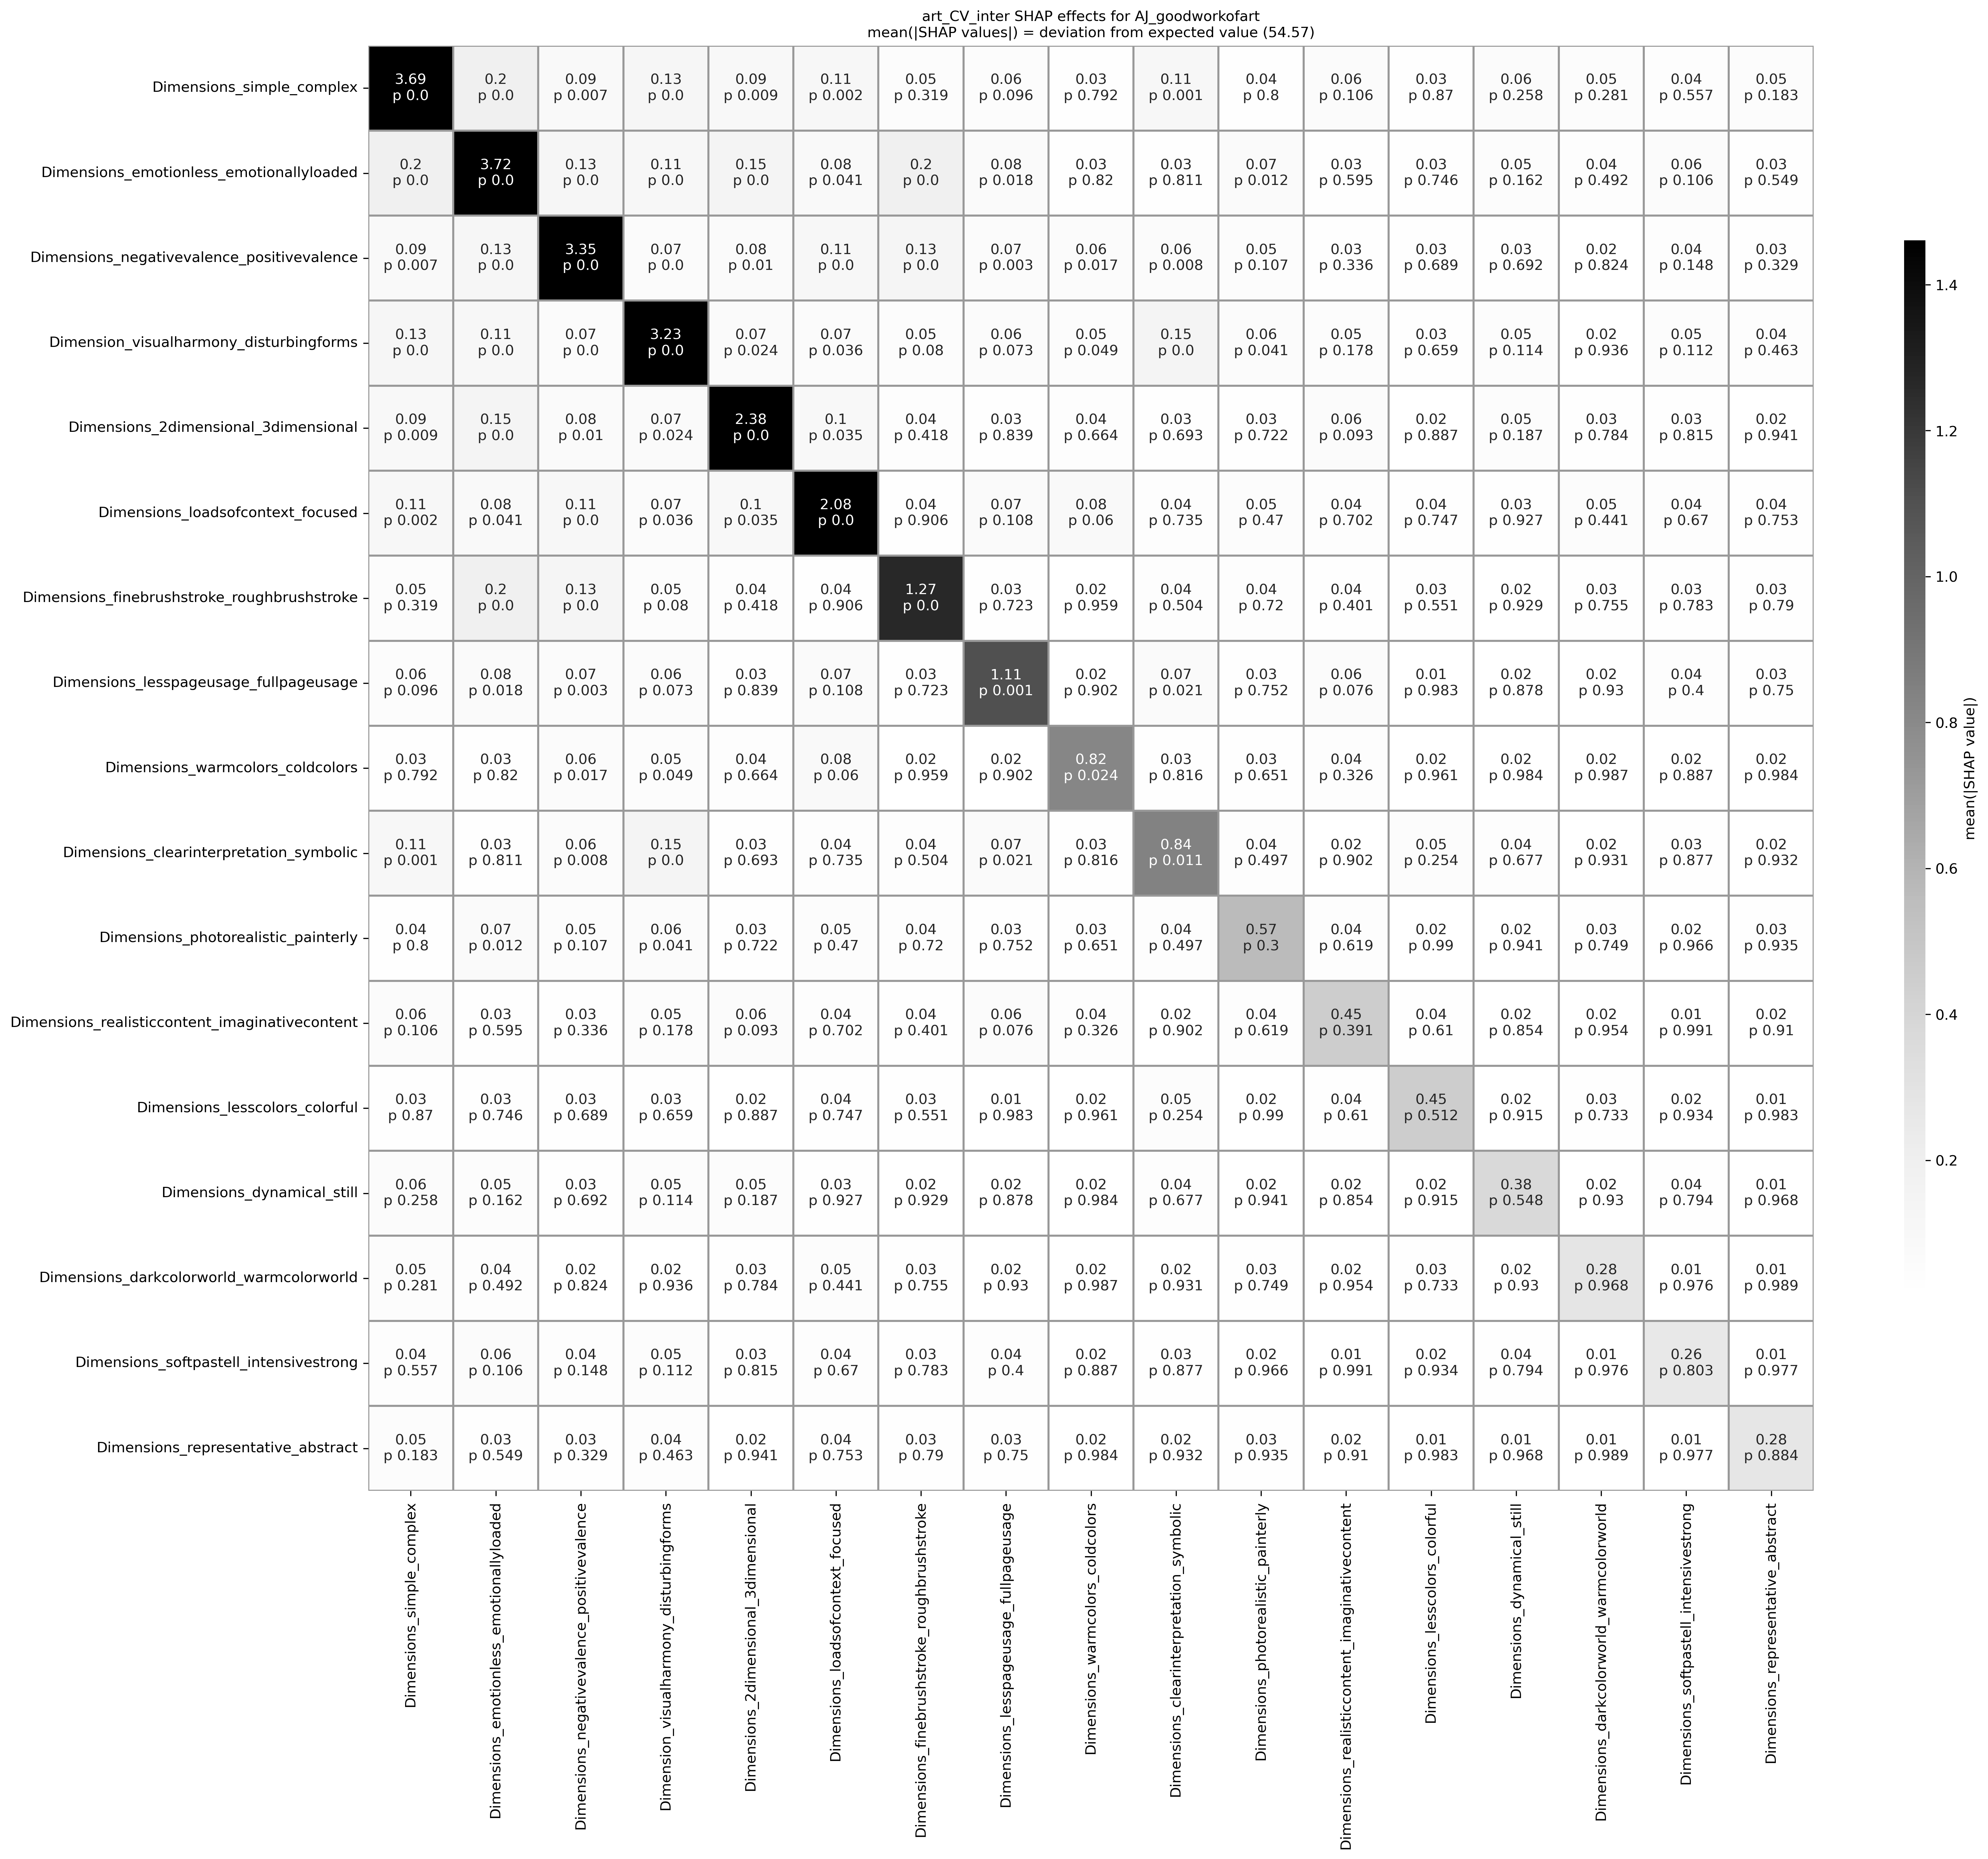 art_CV_inter SHAP effects for AJ_goodworkofart
mean(|SHAP values|) = deviation from expected value (54.57)
Dimensions_simple_complex
3.69 0.2 0.09 0.13 0.09 0.11 0.05 0.06 0.03 0.11 0.04 0.06 0.03 0.06 0.05 0.04 0.05
p 0.0 p 0.0 p 0.007 p 0.0 p 0.009 p 0.002 p 0.319 p 0.096 p 0.792 p 0.001 p 0.8 p 0.106 p 0.87 p 0.258 p 0.281 p 0.557 p 0.183
Dimensions_emotionless_emotionallyloaded
0.2 3.72 0.13 0.11 0.15 0.08 0.2 0.08 0.03 0.03 0.07 0.03 0.03 0.05 0.04 0.06 0.03
p 0.0 p 0.0 p 0.0 p 0.0 p 0.0 p 0.041 p 0.0 p 0.018 p 0.82 p 0.811 p 0.012 p 0.595 p 0.746 p 0.162 p 0.492 p 0.106 p 0.549
Dimensions_negativevalence_positivevalence
0.09 0.13 3.35 0.07 0.08 0.11 0.13 0.07 0.06 0.06 0.05 0.03 0.03 0.03 0.02 0.04 0.03
p 0.007 p 0.0 p 0.0 p 0.0 p 0.01 p 0.0 p 0.0 p 0.003 p 0.017 p 0.008 p 0.107 p 0.336 p 0.689 p 0.692 p 0.824 p 0.148 p 0.329
Dimension_visualharmony_disturbingforms
0.13 0.11 0.07 3.23 0.07 0.07 0.05 0.06 0.05 0.15 0.06 0.05 0.03 0.05 0.02 0.05 0.04
p 0.0 p 0.0 p 0.0 p 0.0 p 0.024 p 0.036 p 0.08 p 0.073 p 0.049 p 0.0 p 0.041 p 0.178 p 0.659 p 0.114 p 0.936 p 0.112 p 0.463
Dimensions_2dimensional_3dimensional
0.09 0.15 0.08 0.07 2.38 0.1 0.04 0.03 0.04 0.03 0.03 0.06 0.02 0.05 0.03 0.03 0.02
p 0.009 p 0.0 p 0.01 p 0.024 p 0.0 p 0.035 p 0.418 p 0.839 p 0.664 p 0.693 p 0.722 p 0.093 p 0.887 p 0.187 p 0.784 p 0.815 p 0.941
Dimensions_loadsofcontext_focused
0.11 0.08 0.11 0.07 0.1 2.08 0.04 0.07 0.08 0.04 0.05 0.04 0.04 0.03 0.05 0.04 0.04
p 0.002 p 0.041 p 0.0 p 0.036 p 0.035 p 0.0 p 0.906 p 0.108 p 0.06 p 0.735 p 0.47 p 0.702 p 0.747 p 0.927 p 0.441 p 0.67 p 0.753
Dimensions_finebrushstroke_roughbrushstroke
0.05 0.2 0.13 0.05 0.04 0.04 1.27 0.03 0.02 0.04 0.04 0.04 0.03 0.02 0.03 0.03 0.03
p 0.319 p 0.0 p 0.0 p 0.08 p 0.418 p 0.906 p 0.0 p 0.723 p 0.959 p 0.504 p 0.72 p 0.401 p 0.551 p 0.929 p 0.755 p 0.783 p 0.79
Dimensions_lesspageusage_fullpageusage
0.06 0.08 0.07 0.06 0.03 0.07 0.03 1.11 0.02 0.07 0.03 0.06 0.01 0.02 0.02 0.04 0.03
p 0.096 p 0.018 p 0.003 p 0.073 p 0.839 p 0.108 p 0.723 p 0.001 p 0.902 p 0.021 p 0.752 p 0.076 p 0.983 p 0.878 p 0.93 p 0.4 p 0.75
Dimensions_warmcolors_coldcolors
0.03 0.03 0.06 0.05 0.04 0.08 0.02 0.02 0.82 0.03 0.03 0.04 0.02 0.02 0.02 0.02 0.02
p 0.792 p 0.82 p 0.017 p 0.049 p 0.664 p 0.06 p 0.959 p 0.902 p 0.024 p 0.816 p 0.651 p 0.326 p 0.961 p 0.984 p 0.987 p 0.887 p 0.984
Dimensions_clearinterpretation_symbolic
0.11 0.03 0.06 0.15 0.03 0.04 0.04 0.07 0.03 0.84 0.04 0.02 0.05 0.04 0.02 0.03 0.02
p 0.001 p 0.811 p 0.008 p 0.0 p 0.693 p 0.735 p 0.504 p 0.021 p 0.816 p 0.011 p 0.497 p 0.902 p 0.254 p 0.677 p 0.931 p 0.877 p 0.932
Dimensions_photorealistic_painterly
0.04 0.07 0.05 0.06 0.03 0.05 0.04 0.03 0.03 0.04 0.57 0.04 0.02 0.02 0.03 0.02 0.03
p 0.8 p 0.012 p 0.107 p 0.041 p 0.722 p 0.47 p 0.72 p 0.752 p 0.651 p 0.497 p 0.3 p 0.619 p 0.99 p 0.941 p 0.749 p 0.966 p 0.935
Dimensions_realisticcontent_imaginativecontent
0.06 0.03 0.03 0.05 0.06 0.04 0.04 0.06 0.04 0.02 0.04 0.45 0.04 0.02 0.02 0.01 0.02
p 0.106 p 0.595 p 0.336 p 0.178 p 0.093 p 0.702 p 0.401 p 0.076 p 0.326 p 0.902 p 0.619 p 0.391 p 0.61 p 0.854 p 0.954 p 0.991 p 0.91
Dimensions_lesscolors_colorful
0.03 0.03 0.03 0.03 0.02 0.04 0.03 0.01 0.02 0.05 0.02 0.04 0.45 0.02 0.03 0.02 0.01
p 0.87 p 0.746 p 0.689 p 0.659 p 0.887 p 0.747 p 0.551 p 0.983 p 0.961 p 0.254 p 0.99 p 0.61 p 0.512 p 0.915 p 0.733 p 0.934 p 0.983
Dimensions_dynamical_still
0.06 0.05 0.03 0.05 0.05 0.03 0.02 0.02 0.02 0.04 0.02 0.02 0.02 0.38 0.02 0.04 0.01
p 0.258 p 0.162 p 0.692 p 0.114 p 0.187 p 0.927 p 0.929 p 0.878 p 0.984 p 0.677 p 0.941 p 0.854 p 0.915 p 0.548 p 0.93 p 0.794 p 0.968
Dimensions_darkcolorworld_warmcolorworld
0.05 0.04 0.02 0.02 0.03 0.05 0.03 0.02 0.02 0.02 0.03 0.02 0.03 0.02 0.28 0.01 0.01
p 0.281 p 0.492 p 0.824 p 0.936 p 0.784 p 0.441 p 0.755 p 0.93 p 0.987 p 0.931 p 0.749 p 0.954 p 0.733 p 0.93 p 0.968 p 0.976 p 0.989
Dimensions_softpastell_intensivestrong
0.04 0.06 0.04 0.05 0.03 0.04 0.03 0.04 0.02 0.03 0.02 0.01 0.02 0.04 0.01 0.26 0.01
p 0.557 p 0.106 p 0.148 p 0.112 p 0.815 p 0.67 p 0.783 p 0.4 p 0.887 p 0.877 p 0.966 p 0.991 p 0.934 p 0.794 p 0.976 p 0.803 p 0.977
Dimensions_representative_abstract
0.05 0.03 0.03 0.04 0.02 0.04 0.03 0.03 0.02 0.02 0.03 0.02 0.01 0.01 0.01 0.01 0.28
p 0.183 p 0.549 p 0.329 p 0.463 p 0.941 p 0.753 p 0.79 p 0.75 p 0.984 p 0.932 p 0.935 p 0.91 p 0.983 p 0.968 p 0.989 p 0.977 p 0.884
Dimensions_simple_complex
Dimensions_emotionless_emotionallyloaded
Dimensions_negativevalence_positivevalence
Dimension_visualharmony_disturbingforms
Dimensions_2dimensional_3dimensional
Dimensions_loadsofcontext_focused
Dimensions_finebrushstroke_roughbrushstroke
Dimensions_lesspageusage_fullpageusage
Dimensions_warmcolors_coldcolors
Dimensions_clearinterpretation_symbolic
Dimensions_photorealistic_painterly
Dimensions_realisticcontent_imaginativecontent
Dimensions_lesscolors_colorful
Dimensions_dynamical_still
Dimensions_darkcolorworld_warmcolorworld
Dimensions_softpastell_intensivestrong
Dimensions_representative_abstract
1.4
1.2
1.0
0.8
0.6
0.4
0.2
mean(|SHAP value|)